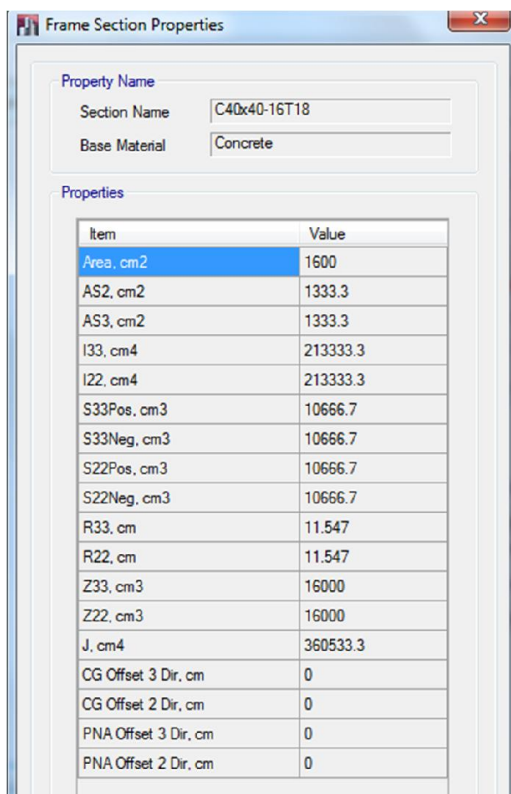 Frame Section Properties
Property Name
Section Name C40x40-16T18
Base Material Concrete
Properties
Item Value
Area, cm2 1600
AS2, cm2 1333.3
AS3, cm2 1333.3
I33, cm4 213333.3
I22, cm4 213333.3
S33Pos, cm3 10666.7
S33Neg, cm3 10666.7
S22Pos, cm3 10666.7
S22Neg, cm3 10666.7
R33, cm 11.547
R22, cm 11.547
Z33, cm3 16000
Z22, cm3 16000
J, cm4 360533.3
CG Offset 3 Dir, cm 0
CG Offset 2 Dir, cm 0
PNA Offset 3 Dir, cm 0
PNA Offset 2 Dir, cm 0